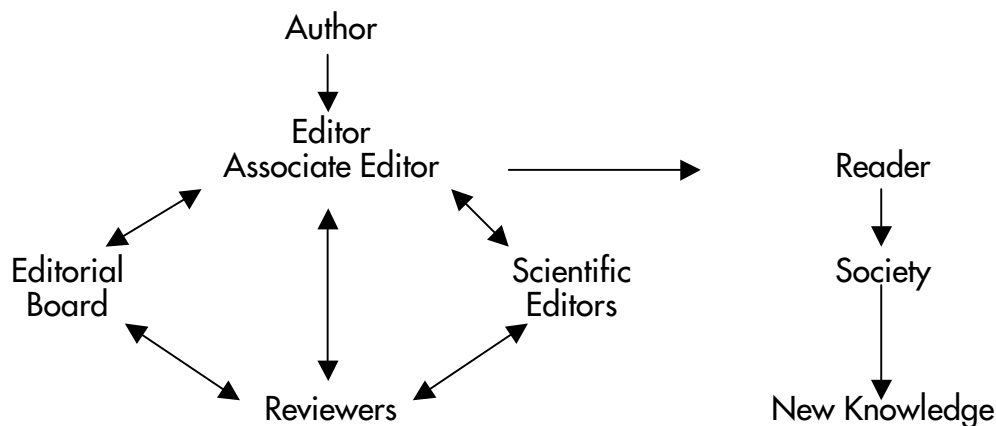 Author
Editor
Associate Editor
Reader
Editorial
Board
Scientific
Editors
Society
Reviewers
New Knowledge